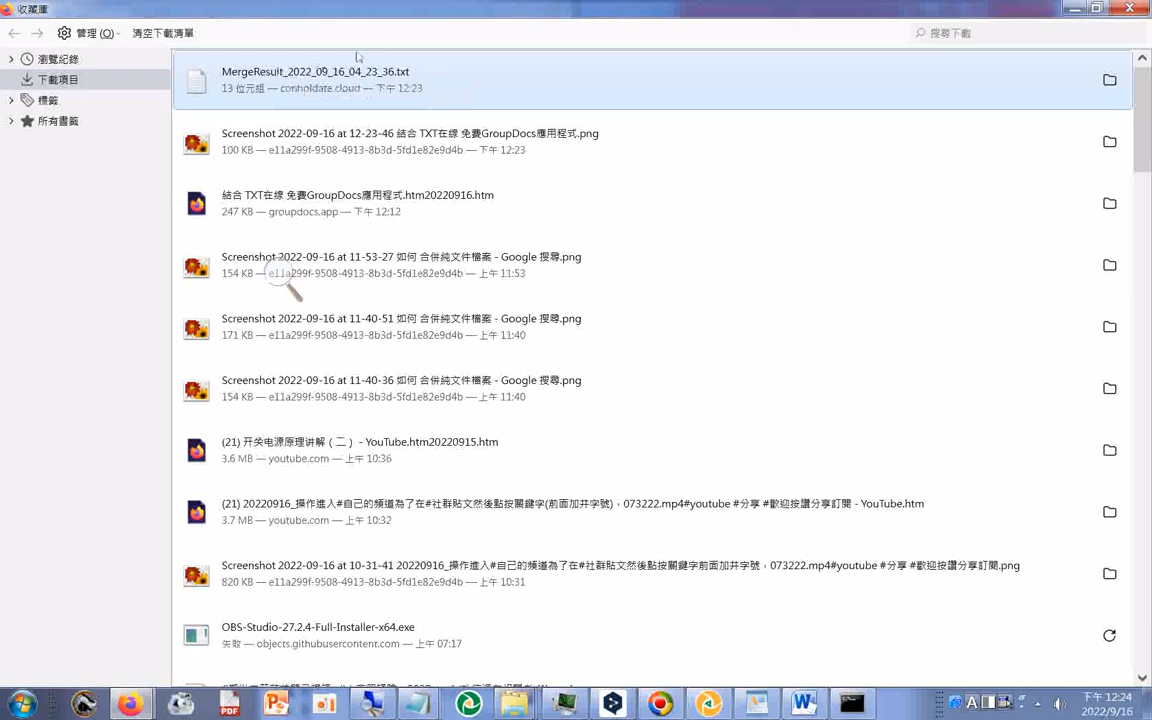 收藏庫
管理 (O)
清空下載清單
搜尋下載
瀏覽紀錄
下載項目
標籤
所有書籤
MergeResult_2022_09_16_04_23_36.txt
13 位元組 — conholdate.cloud — 下午 12:23
Screenshot 2022-09-16 at 12-23-46 結合 TXT在線 免費GroupDocs應用程式.png
100 KB — e11a299f-9508-4913-8b3d-5fd1e82e9d4b — 下午 12:23
結合 TXT在線 免費GroupDocs應用程式.htm20220916.htm
247 KB — groupdocs.app — 下午 12:12
Screenshot 2022-09-16 at 11-53-27 如何 合併純文件檔案 - Google 搜尋.png
154 KB — e11a299f-9508-4913-8b3d-5fd1e82e9d4b — 上午 11:53
Screenshot 2022-09-16 at 11-40-51 如何 合併純文件檔案 - Google 搜尋.png
171 KB — e11a299f-9508-4913-8b3d-5fd1e82e9d4b — 上午 11:40
Screenshot 2022-09-16 at 11-40-36 如何 合併純文件檔案 - Google 搜尋.png
154 KB — e11a299f-9508-4913-8b3d-5fd1e82e9d4b — 上午 11:40
(21) 开关电源原理讲解（二） - YouTube.htm20220915.htm
3.6 MB — youtube.com — 上午 10:36
(21) 20220916_操作進入#自己的頻道為了在#社群貼文然後點按關鍵字(前面加井字號)，073222.mp4#youtube #分享 #歡迎按讚分享訂閱 - YouTube.htm
3.7 MB — youtube.com — 上午 10:32
Screenshot 2022-09-16 at 10-31-41 20220916_操作進入#自己的頻道為了在#社群貼文然後點按關鍵字前面加井字號，073222.mp4#youtube #分享 #歡迎按讚分享訂閱.png
820 KB — e11a299f-9508-4913-8b3d-5fd1e82e9d4b — 上午 10:31
OBS-Studio-27.2.4-Full-Installer-x64.exe
失敗 — objects.githubusercontent.com — 上午 07:17
PDF
A
下午 12:24
2022/9/16